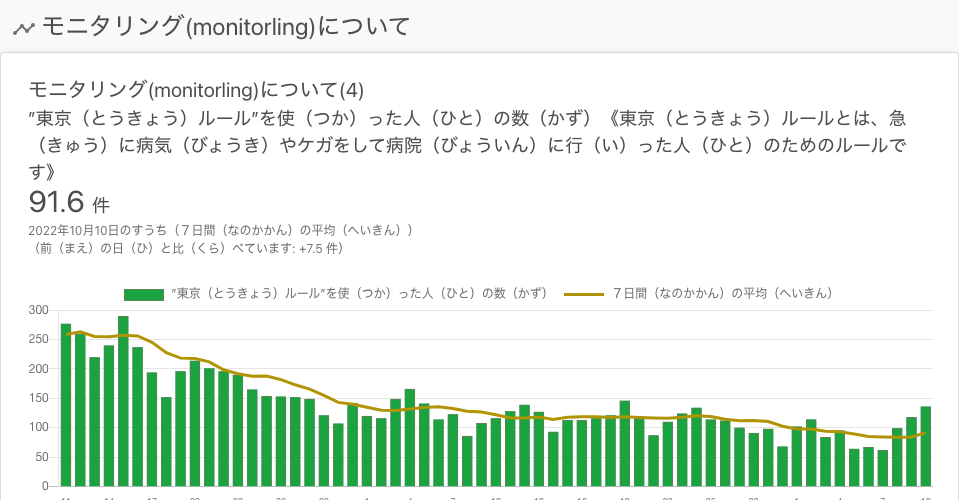 モニタリング(monitorling)について
モニタリング(monitorling)について(4)
”東京（とうきょう）ルール”を使（つか）った人（ひと）の数（かず）《東京（とうきょう）ルールとは、急
（きゅう）に病気（びょうき）やケガをして病院（びょういん）に行（い）った人（ひと）のためのルールで
す》
91.6 件
2022年10月10日のすうち（７日間（なのかかん）の平均（へいきん））
（前（まえ）の日（ひ）と比（くら）べています: +7.5 件）
”東京（とうきょう）ルール”を使（つか）った人（ひと）の数（かず） ７日間（なのかかん）の平均（へいきん）
300
250
200
150
100
50
0